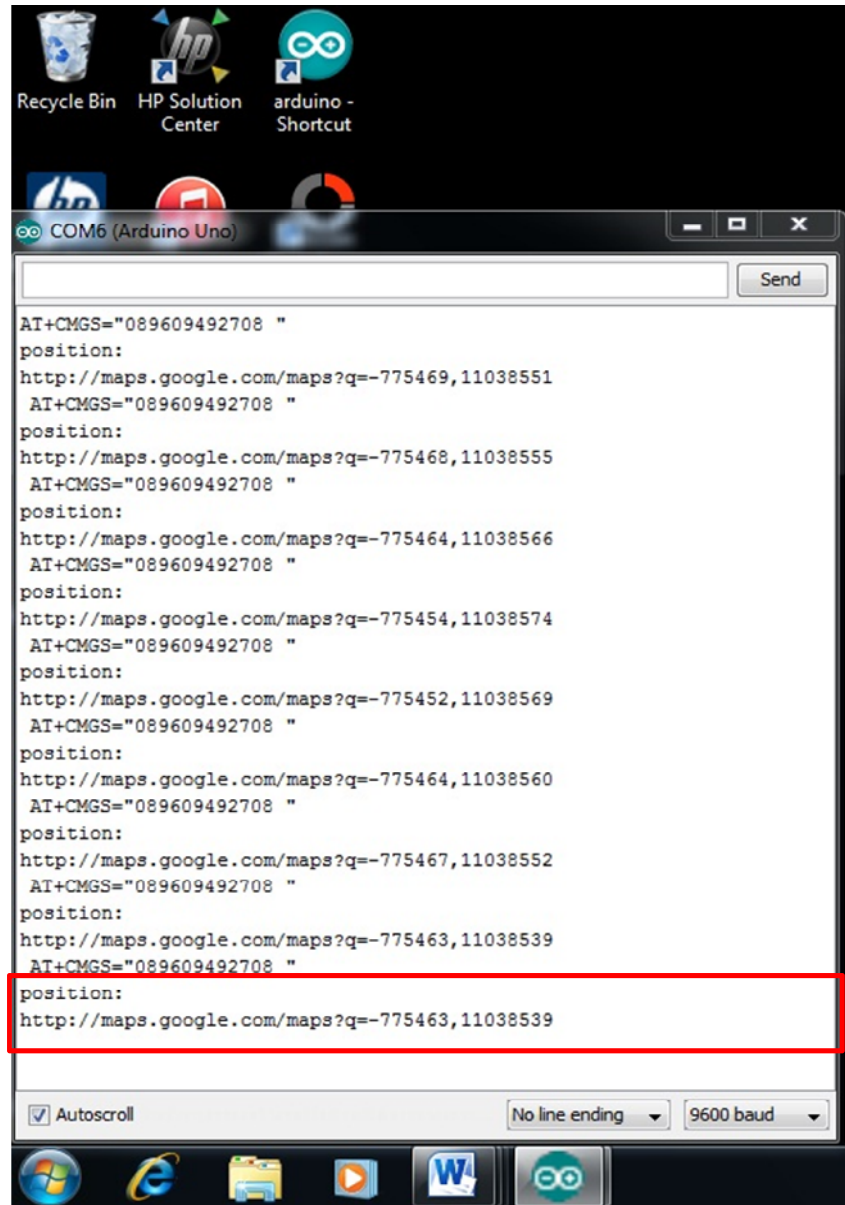 Recycle Bin
HP Solution Center
arduino - Shortcut
COM6 (Arduino Uno)
Send
AT+CMGS="089609492708 "
position:
http://maps.google.com/maps?q=-775469,11038551
AT+CMGS="089609492708 "
position:
http://maps.google.com/maps?q=-775468,11038555
AT+CMGS="089609492708 "
position:
http://maps.google.com/maps?q=-775464,11038566
AT+CMGS="089609492708 "
position:
http://maps.google.com/maps?q=-775454,11038574
AT+CMGS="089609492708 "
position:
http://maps.google.com/maps?q=-775452,11038569
AT+CMGS="089609492708 "
position:
http://maps.google.com/maps?q=-775464,11038560
AT+CMGS="089609492708 "
position:
http://maps.google.com/maps?q=-775467,11038552
AT+CMGS="089609492708 "
position:
http://maps.google.com/maps?q=-775463,11038539
AT+CMGS="089609492708 "
position:
http://maps.google.com/maps?q=-775463,11038539
Autoscroll
No line ending
9600 baud